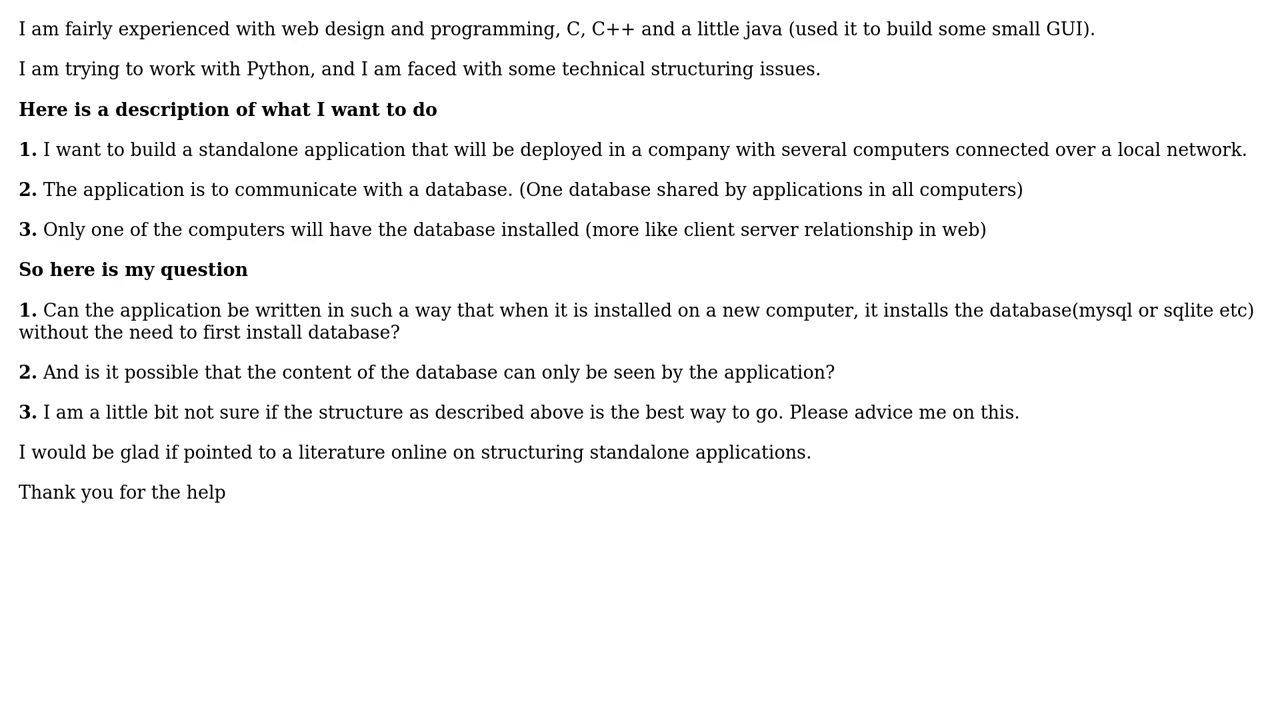 I am fairly experienced with web design and programming, C, C++ and a little java (used it to build some small GUI).
I am trying to work with Python, and I am faced with some technical structuring issues.
Here is a description of what I want to do
1. I want to build a standalone application that will be deployed in a company with several computers connected over a local network.
2. The application is to communicate with a database. (One database shared by applications in all computers)
3. Only one of the computers will have the database installed (more like client server relationship in web)
So here is my question
1. Can the application be written in such a way that when it is installed on a new computer, it installs the database(mysql or sqlite etc)
without the need to first install database?
2. And is it possible that the content of the database can only be seen by the application?
3. I am a little bit not sure if the structure as described above is the best way to go. Please advice me on this.
I would be glad if pointed to a literature online on structuring standalone applications.
Thank you for the help